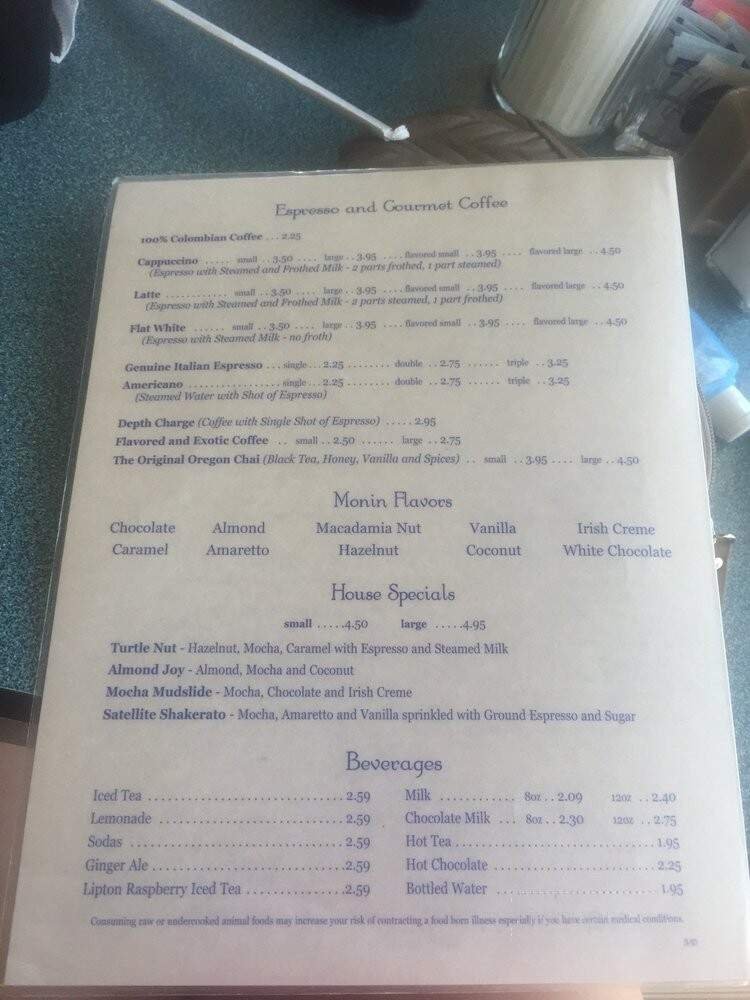 Espresso and Gourmet Coffee
100% Colombian Coffee . . . 2.25
Cappuccino ...... small . . 3.50 .... large . . 3.95 .... flavored small . . 3.95 .... flavored large . . 4.50
(Espresso with Steamed and Frothed Milk - 2 parts frothed, 1 part steamed)
Latte ............ small . . 3.50 .... large . . 3.95 .... flavored small . . 3.95 .... flavored large . . 4.50
(Espresso with Steamed and Frothed Milk - 2 parts steamed, 1 part frothed)
Flat White ...... small . . 3.50 .... large . . 3.95 .... flavored small . . 3.95 .... flavored large . . 4.50
(Espresso with Steamed Milk - no froth)
Genuine Italian Espresso . . . single . . . 2.25 ........ double . . 2.75 ...... triple . . 3.25
Americano ................. single . . . 2.25 ........ double . . 2.75 ...... triple . . 3.25
(Steamed Water with Shot of Espresso)
Depth Charge (Coffee with Single Shot of Espresso) ..... 2.95
Flavored and Exotic Coffee . . small . . 2.50 ...... large . . 2.75
The Original Oregon Chai (Black Tea, Honey, Vanilla and Spices) . . small . . 3.95 .... large . . 4.50
Monin Flavors
Chocolate Almond Macadamia Nut Vanilla Irish Creme
Caramel Amaretto Hazelnut Coconut White Chocolate
House Specials
small .....4.50 large .....4.95
Turtle Nut - Hazelnut, Mocha, Caramel with Espresso and Steamed Milk
Almond Joy - Almond, Mocha and Coconut
Mocha Mudslide - Mocha, Chocolate and Irish Creme
Satellite Shakerato - Mocha, Amaretto and Vanilla sprinkled with Ground Espresso and Sugar
Beverages
Iced Tea ..............................2.59 Milk ............ 8oz . . 2.09 12oz . . 2.40
Lemonade ............................ 2.59 Chocolate Milk ... 8oz . . 2.30 12oz . . 2.75
Sodas ................................ 2.59 Hot Tea..............................1.95
Ginger Ale.............................2.59 Hot Chocolate ........................2.25
Lipton Raspberry Iced Tea .............2.59 Bottled Water ........................1.95
Consuming raw or undercooked animal foods may increase your risk of contracting a food born illness especially if you have certain medical conditions.